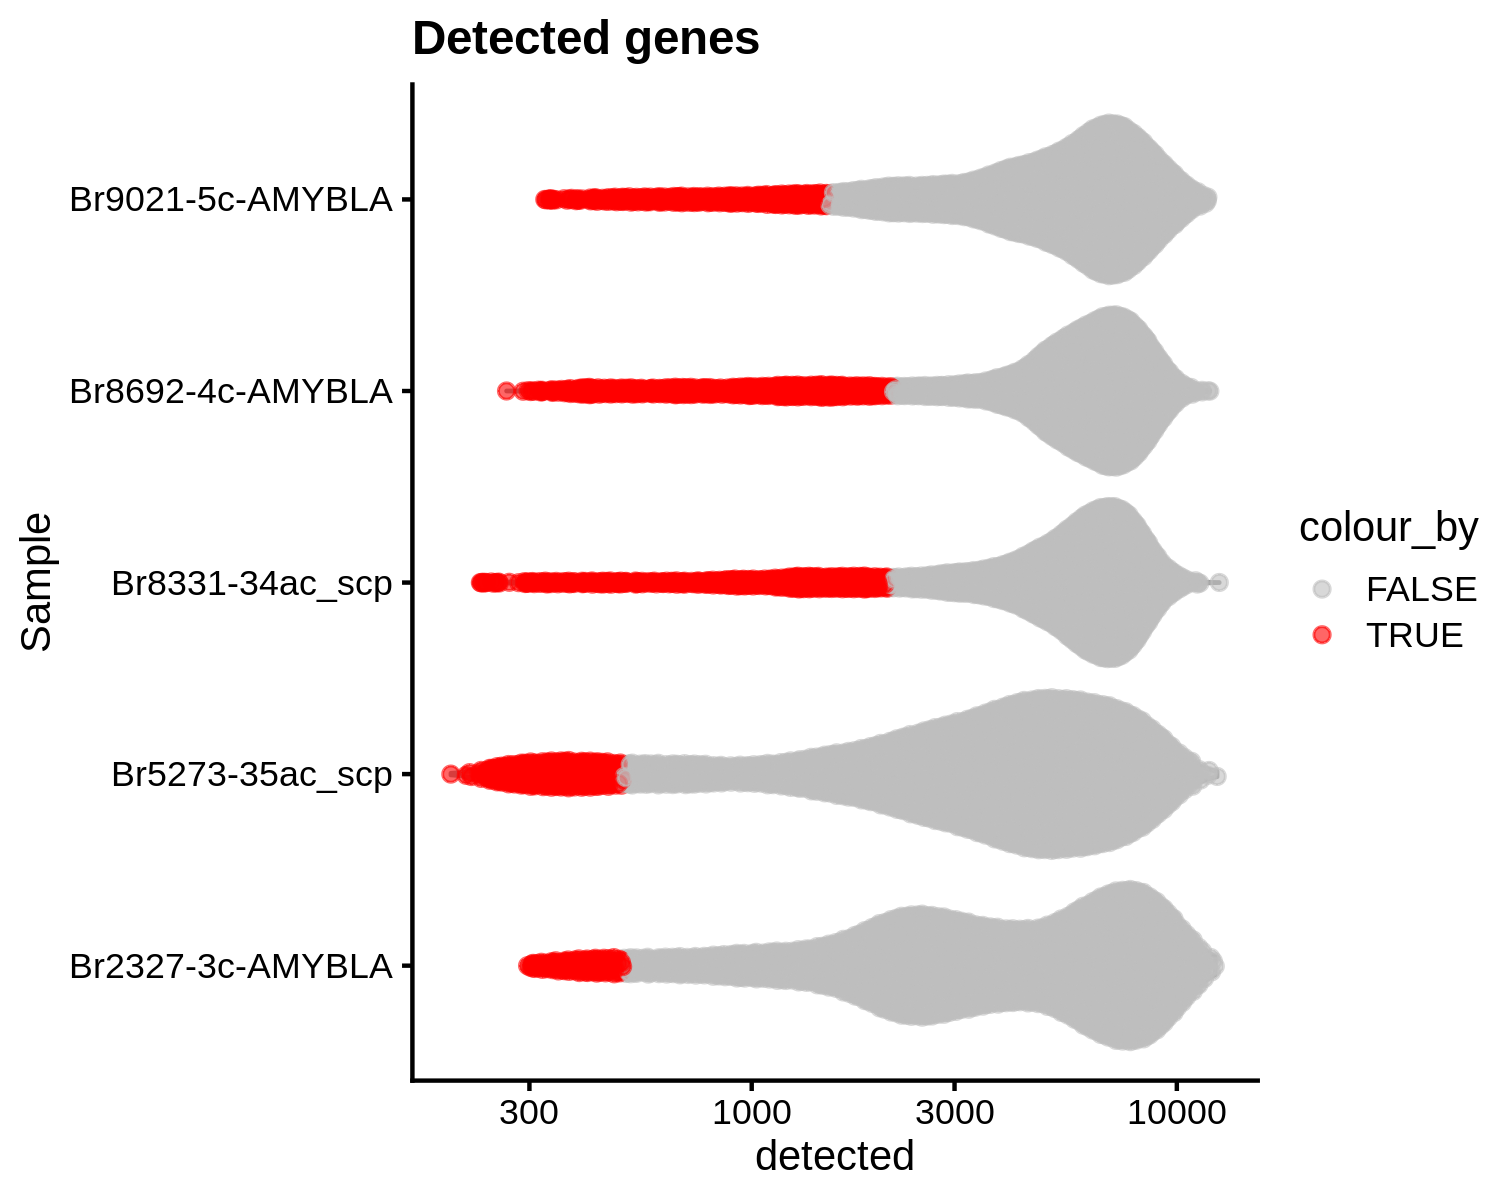 Detected genes
Br9021-5c-AMYBLA
Br8692-4c-AMYBLA
Br8331-34ac_scp
Br5273-35ac_scp
Br2327-3c-AMYBLA
Sample
300
1000
3000
10000
detected
colour_by
FALSE
TRUE